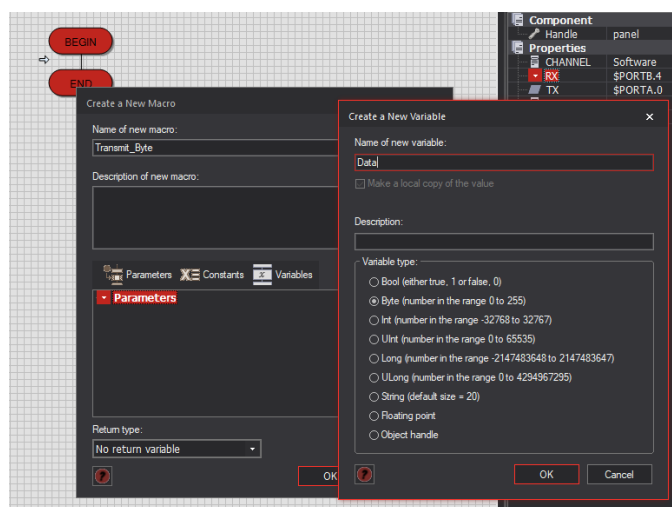 BEGIN
END
Component
Handle panel
Properties
CHANNEL Software
RX $PORTB.4
TX $PORTA.0
Create a New Macro
Name of new macro:
Transmit_Byte
Description of new macro:
Parameters Constants Variables
Parameters
Return type:
No return variable
OK
Create a New Variable
Name of new variable:
Data
Make a local copy of the value
Description:
Variable type:
Bool (either true, 1 or false, 0)
Byte (number in the range 0 to 255)
Int (number in the range -32768 to 32767)
UInt (number in the range 0 to 65535)
Long (number in the range -2147483648 to 2147483647)
ULong (number in the range 0 to 4294967295)
String (default size = 20)
Floating point
Object handle
OK Cancel